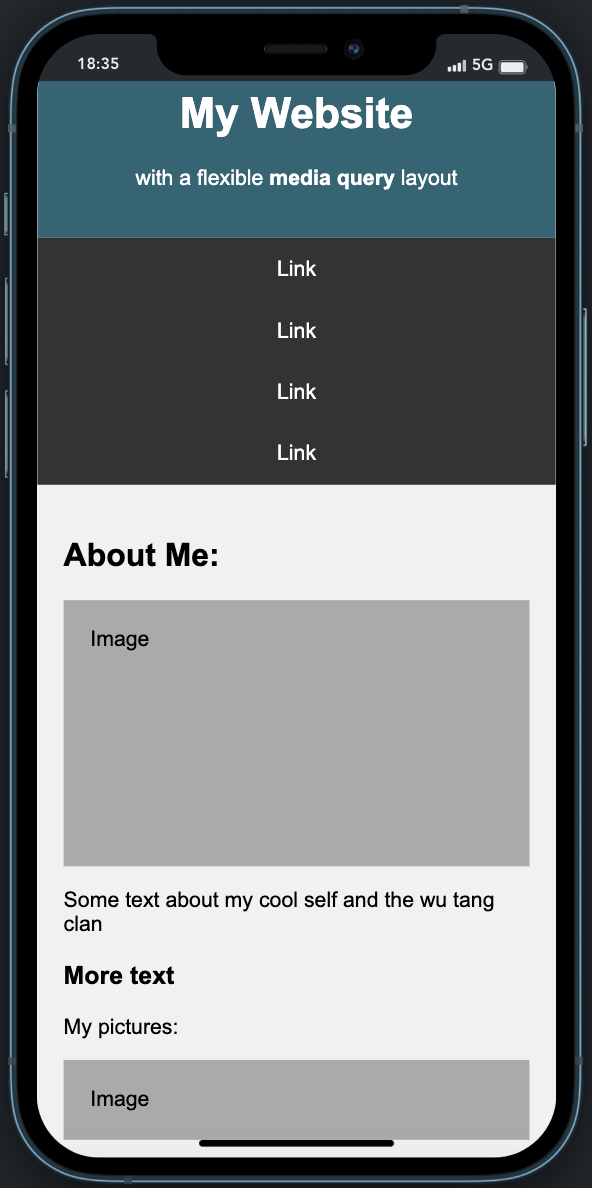 18:35
5G
My Website
with a flexible media query layout
Link
Link
Link
Link
About Me:
Image
Some text about my cool self and the wu tang
clan
More text
My pictures:
Image